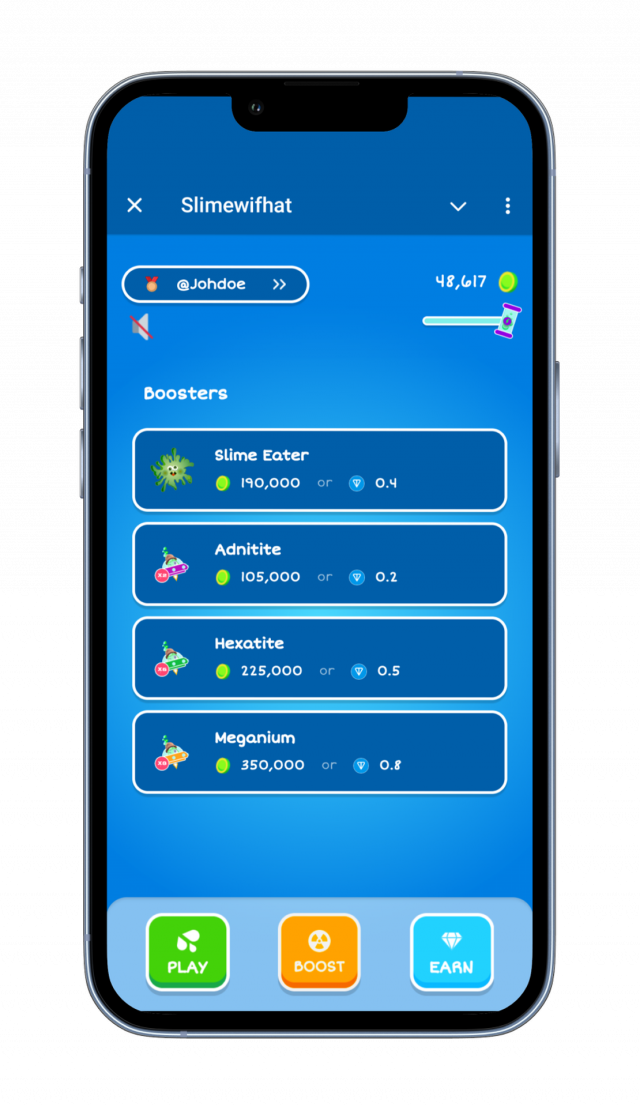 Slimewifhat
@Johdoe >>
48,617
Boosters
Slime Eater
190,000 or 0.4
Adnitite
105,000 or 0.2
Hexatite
225,000 or 0.5
Meganium
350,000 or 0.8
PLAY
BOOST
EARN